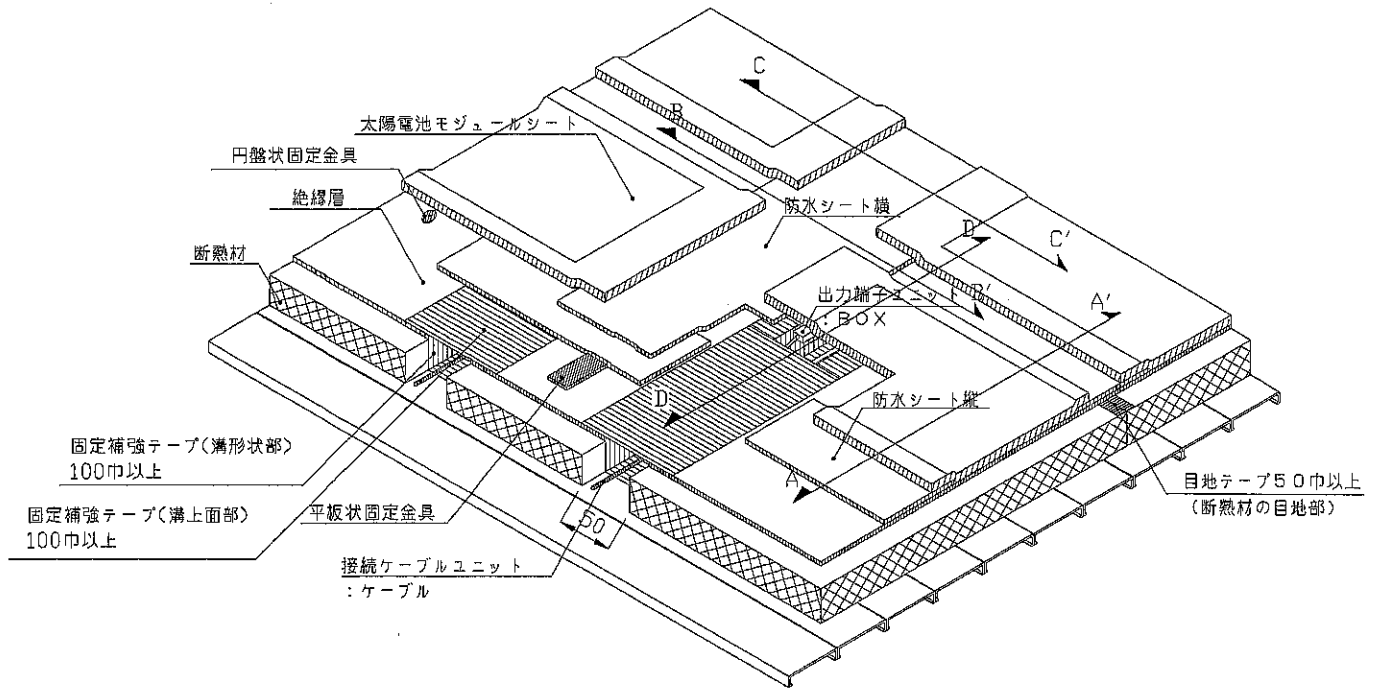 C
B
太陽電池モジュールシート
円盤状固定金具
絶縁層
防水シート横
断熱材
D'
C'
出力端子ユニット
:BOX
B'
A'
D
防水シート縦
A
固定補強テープ(溝形状部)
100巾以上
固定補強テープ(溝上面部)
100巾以上
平板状固定金具
50
接続ケーブルユニット
:ケーブル
目地テープ50巾以上
(断熱材の目地部)